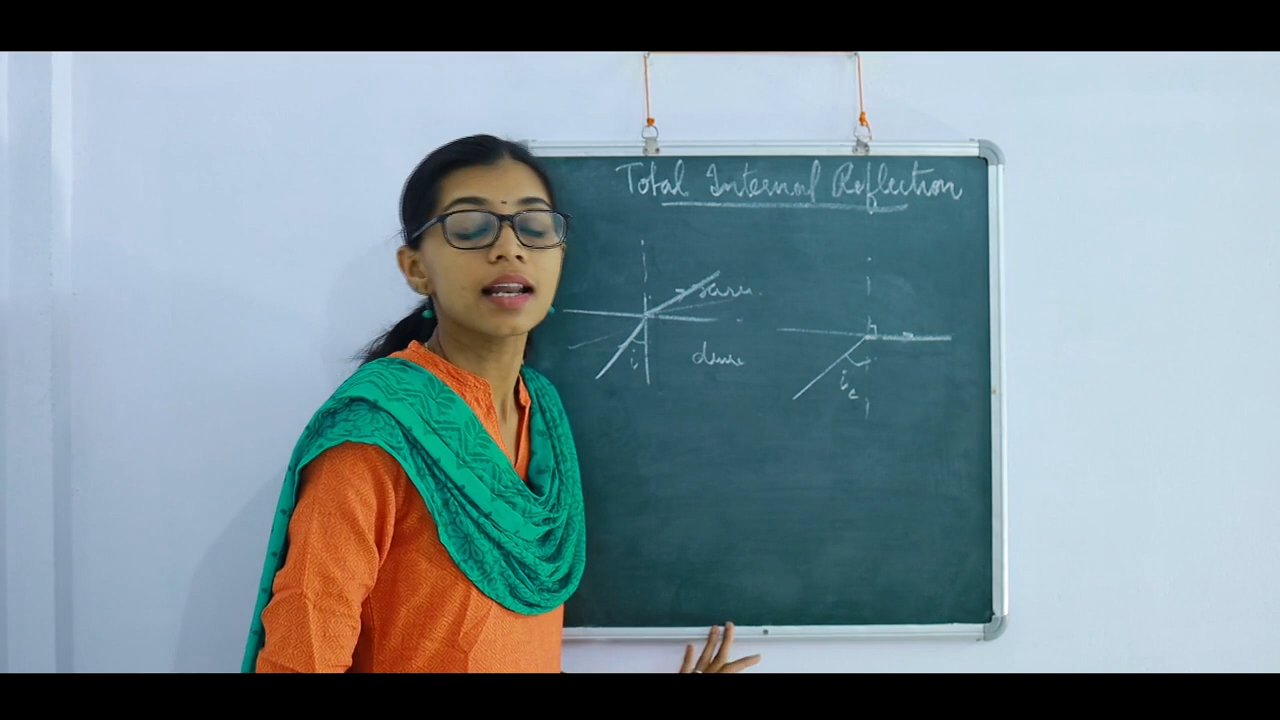 Total Internal Reflection
rarer
i
denser
i c